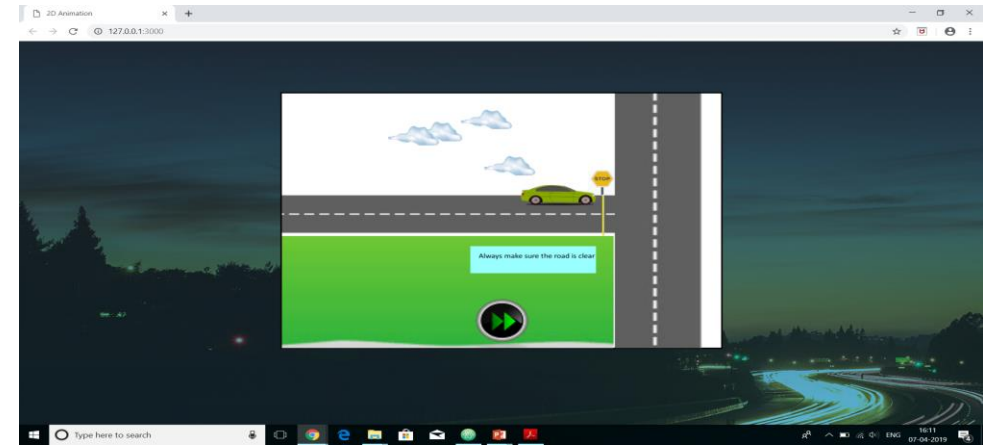 2D Animation
127.0.0.1:3000
STOP
Always make sure the road is clear
Type here to search
ENG
16:11
07-04-2019